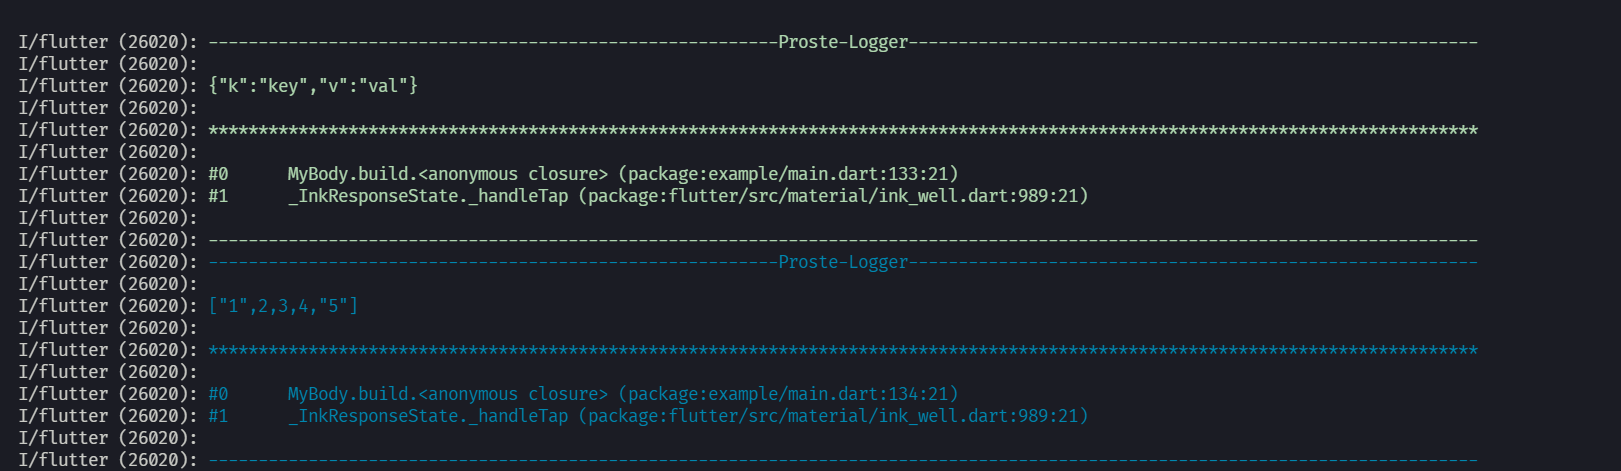 I/flutter (26020): ---------------------------------------------------------Proste-Logger---------------------------------------------------------
I/flutter (26020):
I/flutter (26020): {"k":"key","v":"val"}
I/flutter (26020):
I/flutter (26020): *******************************************************************************************************************************
I/flutter (26020):
I/flutter (26020): #0      MyBody.build.<anonymous closure> (package:example/main.dart:133:21)
I/flutter (26020): #1      _InkResponseState._handleTap (package:flutter/src/material/ink_well.dart:989:21)
I/flutter (26020):
I/flutter (26020): -------------------------------------------------------------------------------------------------------------------------------
I/flutter (26020): ---------------------------------------------------------Proste-Logger---------------------------------------------------------
I/flutter (26020):
I/flutter (26020): ["1",2,3,4,"5"]
I/flutter (26020):
I/flutter (26020): *******************************************************************************************************************************
I/flutter (26020):
I/flutter (26020): #0      MyBody.build.<anonymous closure> (package:example/main.dart:134:21)
I/flutter (26020): #1      _InkResponseState._handleTap (package:flutter/src/material/ink_well.dart:989:21)
I/flutter (26020):
I/flutter (26020): -------------------------------------------------------------------------------------------------------------------------------